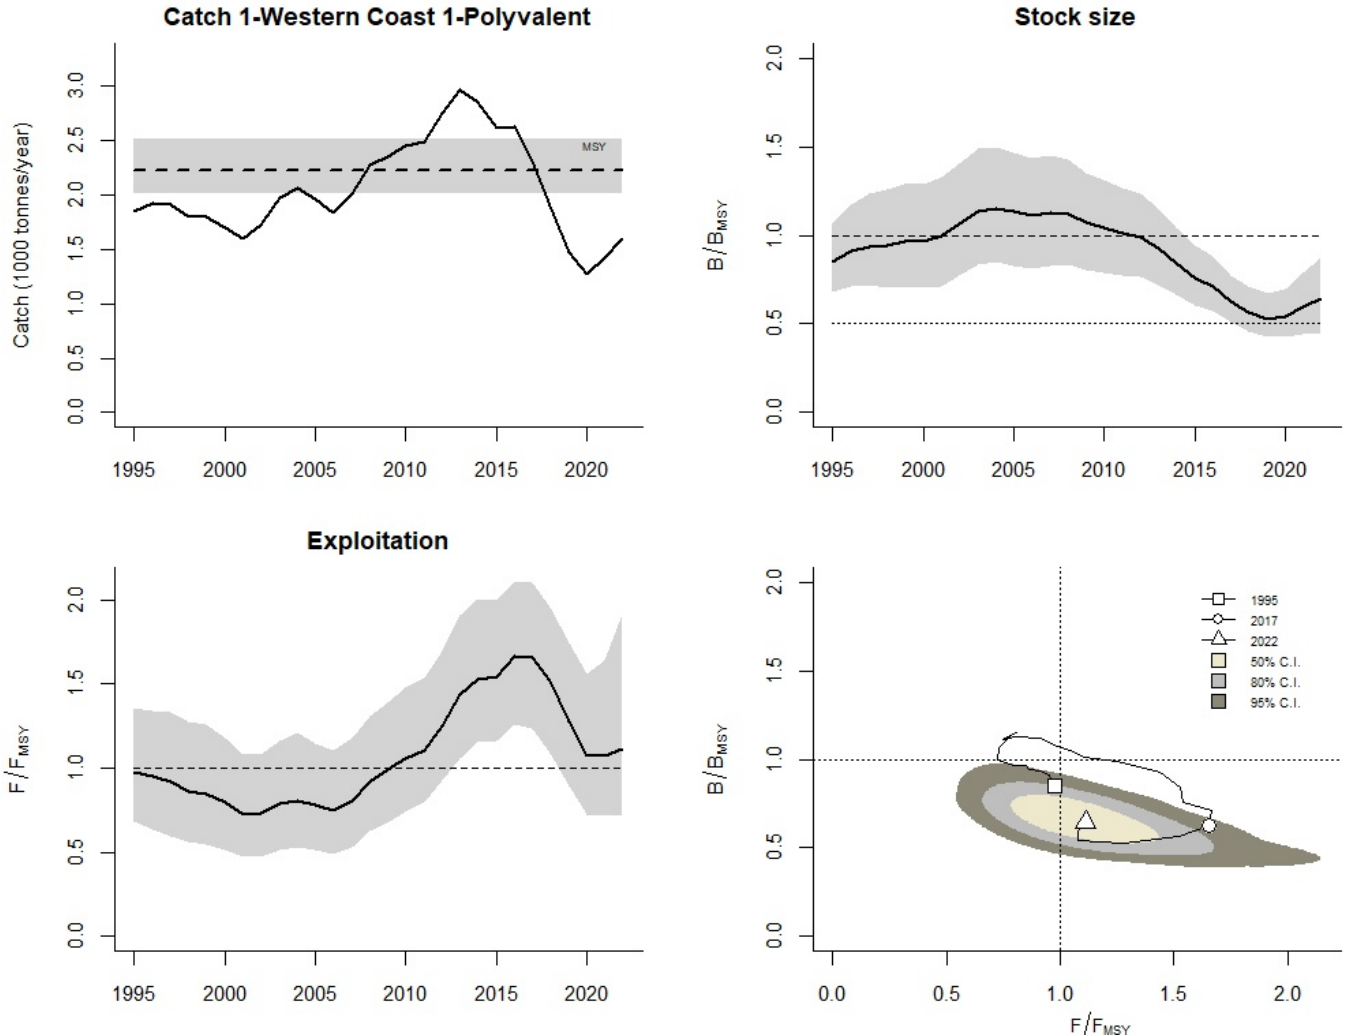 Catch 1-Western Coast 1-Polyvalent
Catch (1000 tonnes/year)
3.0
2.5
2.0
1.5
1.0
0.5
0.0
MSY
1995 2000 2005 2010 2015 2020
Stock size
B/BMSY
2.0
1.5
1.0
0.5
0.0
1995 2000 2005 2010 2015 2020
Exploitation
F/FMSY
2.0
1.5
1.0
0.5
0.0
1995 2000 2005 2010 2015 2020
B/BMSY
2.0
1.5
1.0
0.5
0.0
1995
2017
2022
50% C.I.
80% C.I.
95% C.I.
0.0 0.5 1.0 1.5 2.0
F/FMSY